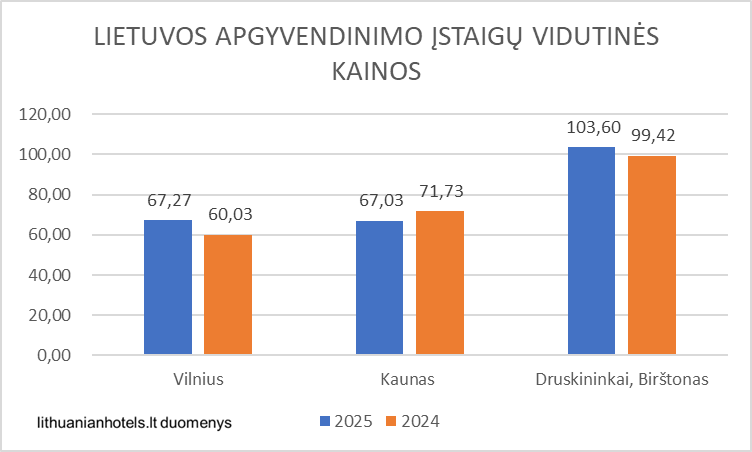 LIETUVOS APGYVENDINIMO ĮSTAIGŲ VIDUTINĖS
KAINOS
120,00
100,00
80,00
60,00
40,00
20,00
0,00
67,27
60,03
67,03
71,73
103,60
99,42
Vilnius
Kaunas
Druskininkai, Birštonas
lithuanianhotels.lt duomenys
2025
2024